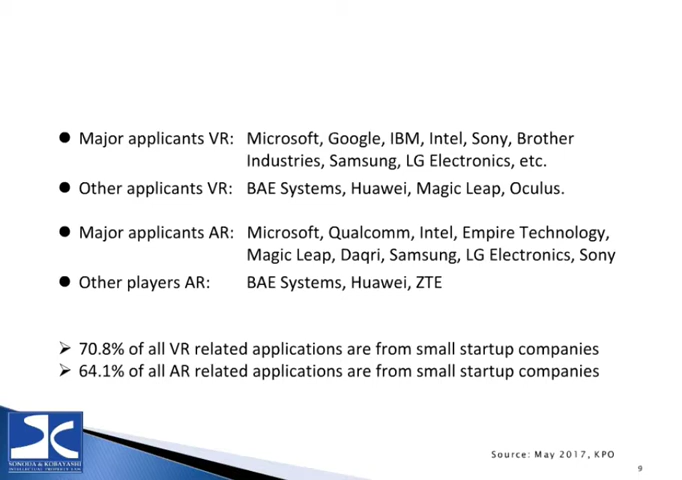 Major applicants VR: Microsoft, Google, IBM, Intel, Sony, Brother
Industries, Samsung, LG Electronics, etc.
Other applicants VR: BAE Systems, Huawei, Magic Leap, Oculus.
Major applicants AR: Microsoft, Qualcomm, Intel, Empire Technology,
Magic Leap, Daqri, Samsung, LG Electronics, Sony
Other players AR: BAE Systems, Huawei, ZTE
70.8% of all VR related applications are from small startup companies
64.1% of all AR related applications are from small startup companies
Source: May 2017, KPO
SONODA & KOBAYASHI
INTELLECTUAL PROPERTY LAW
9